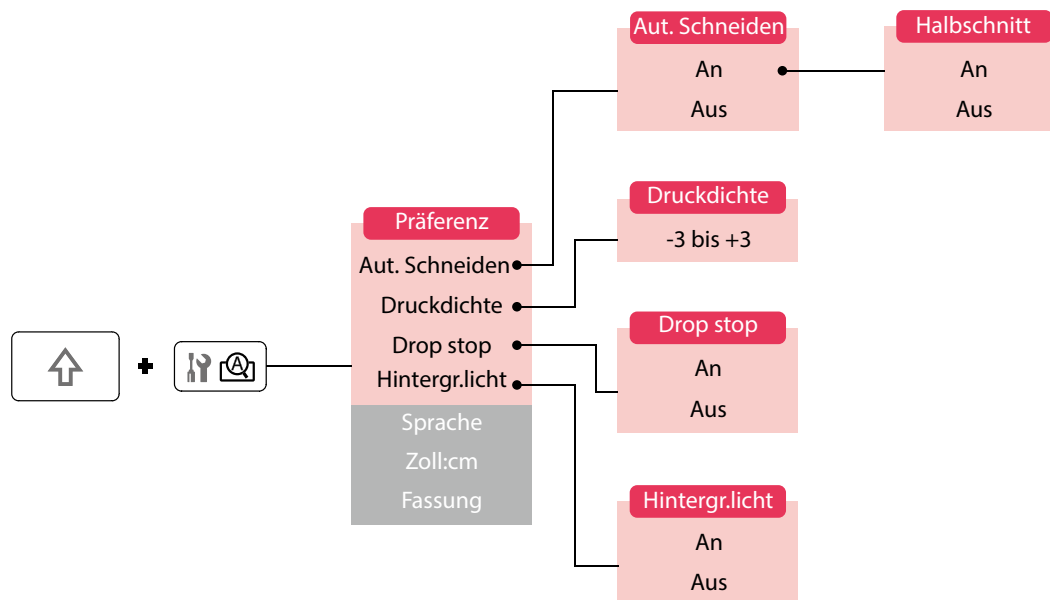 Präferenz
Aut. Schneiden
Druckdichte
Drop stop
Hintergr.licht
Sprache
Zoll:cm
Fassung
Aut. Schneiden
An
Aus
Halbschnitt
An
Aus
Druckdichte
-3 bis +3
Drop stop
An
Aus
Hintergr.licht
An
Aus
+
A